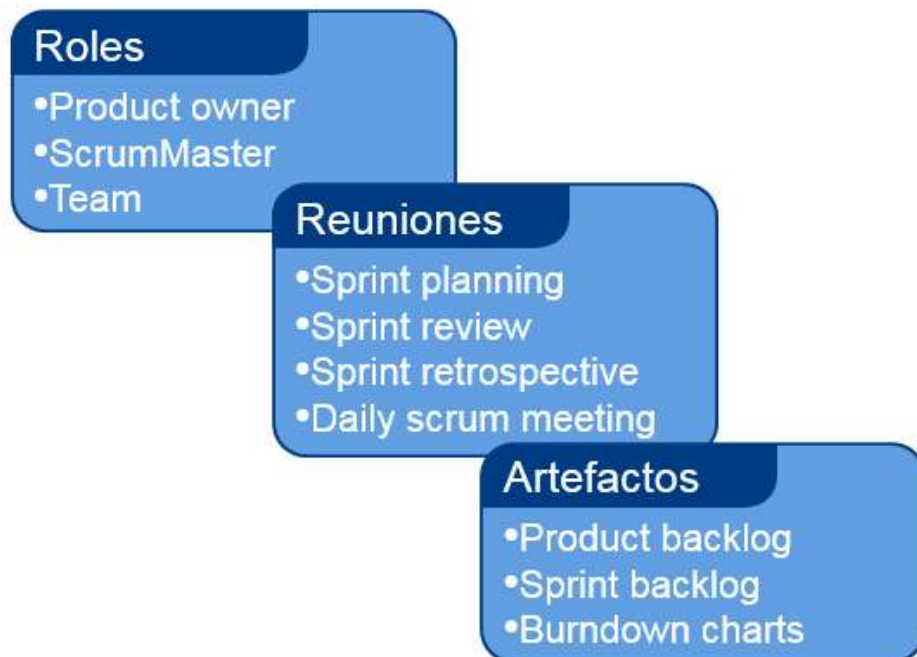 Roles
•Product owner
•ScrumMaster
•Team
Reuniones
•Sprint planning
•Sprint review
•Sprint retrospective
•Daily scrum meeting
Artefactos
•Product backlog
•Sprint backlog
•Burndown charts